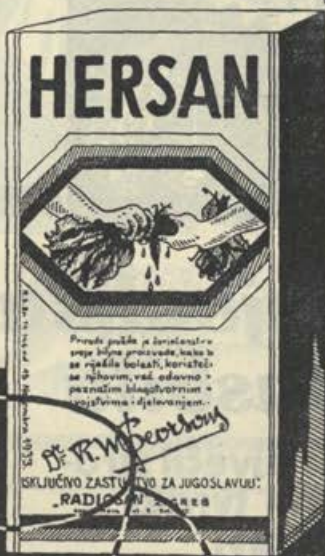 HERSAN
Priroda pruža je čovječanstvu
svoje biljne proizvode, kako b
se riješilo bolesti, koristeći
se njihovim, već odavno
poznatim blagotvornim
svojstvima i djelovanjem.
Dr. R. W.
ISKLJUČIVO ZASTUPSTVO ZA JUGOSLAVIJU:
„RADIOSAN" ZAGREB
1933.